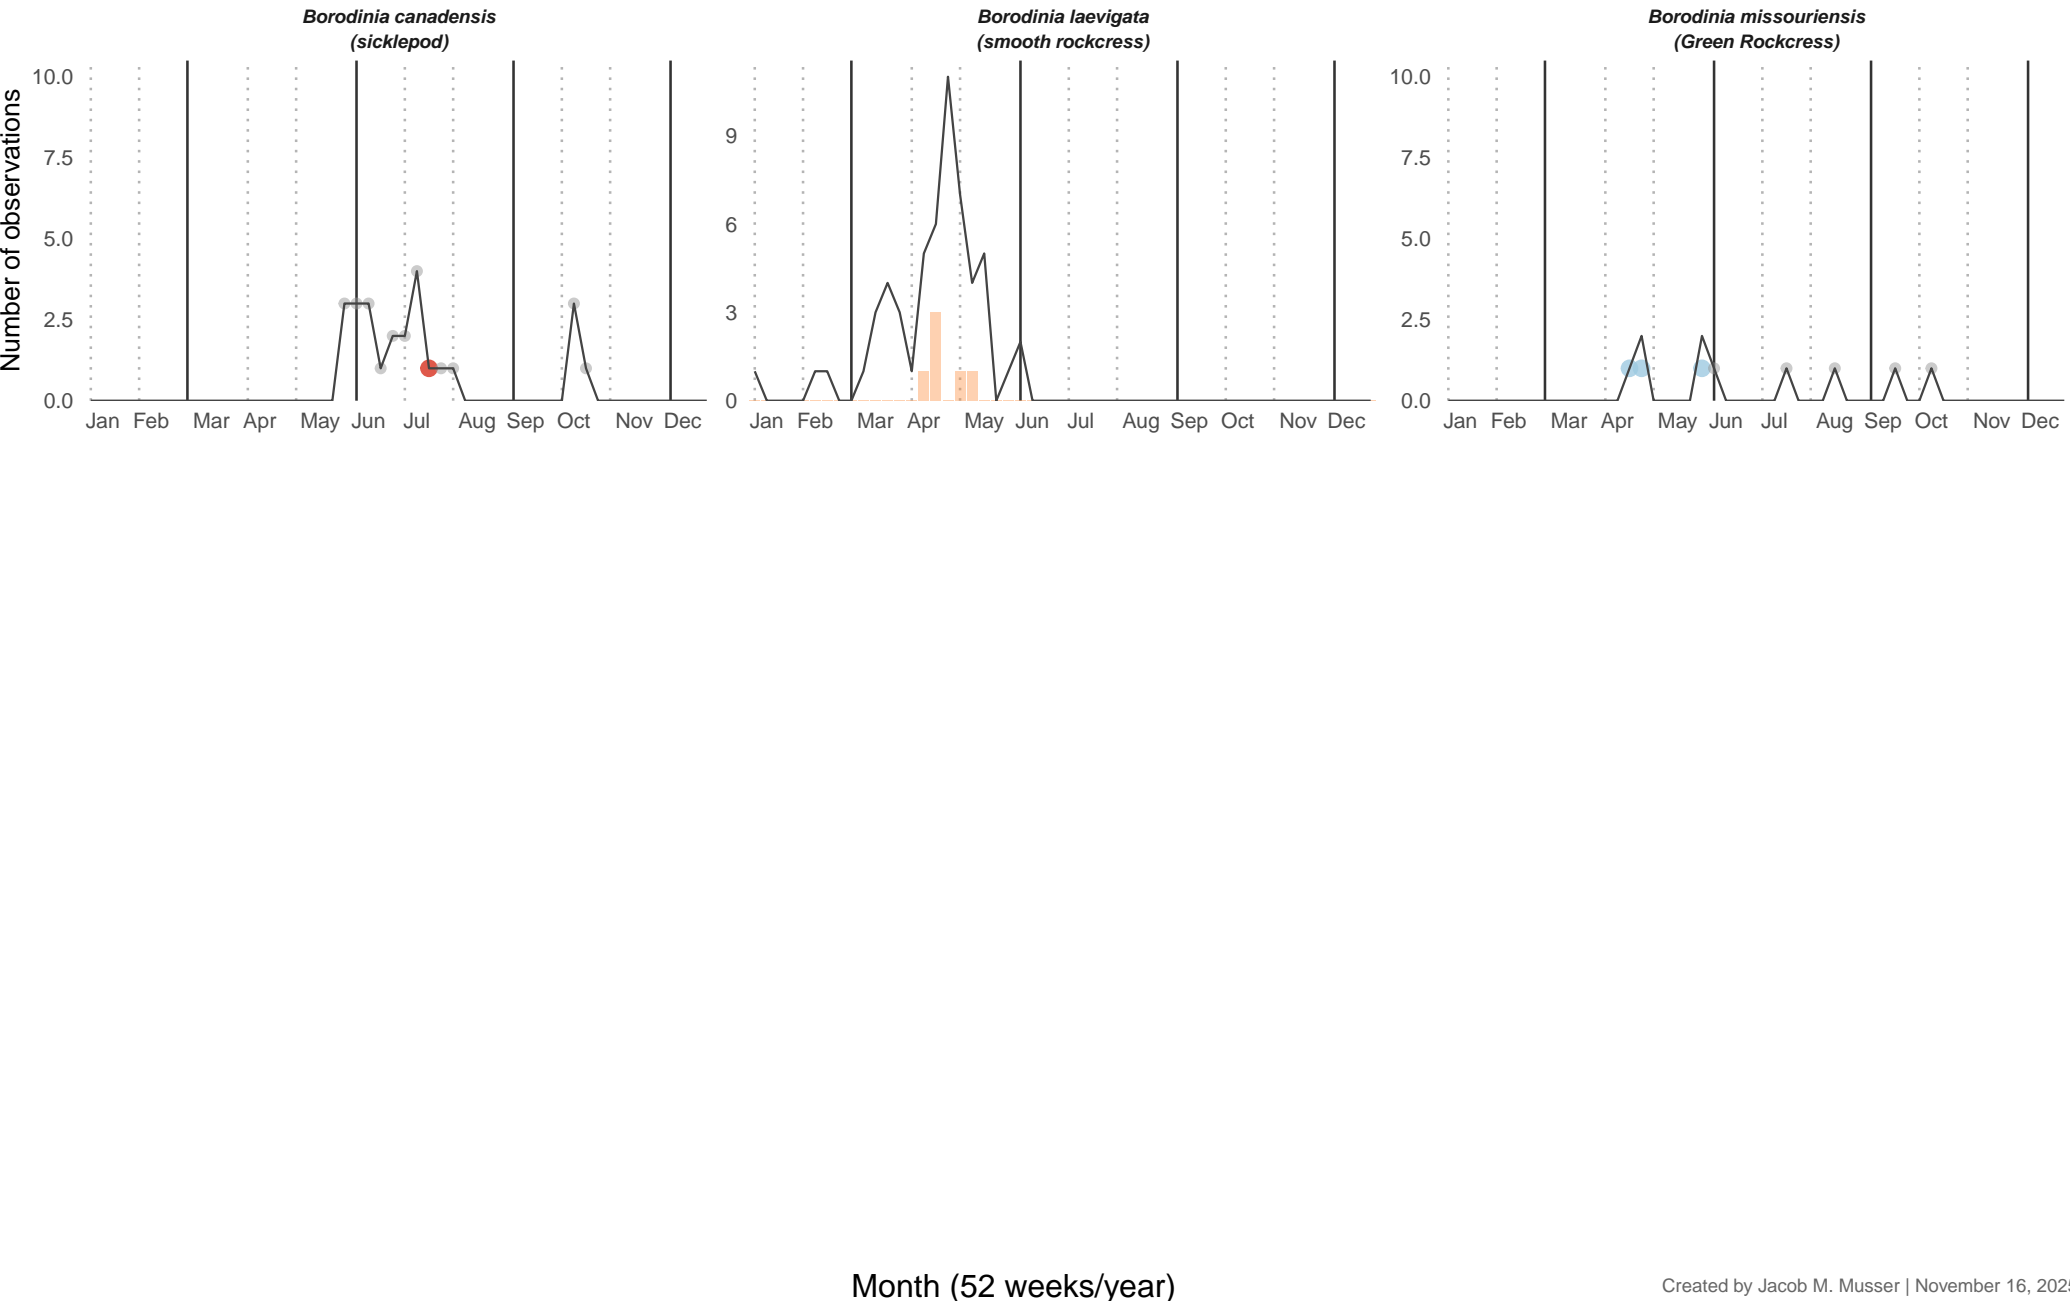 Borodinia canadensis
(sicklepod)
Borodinia laevigata
(smooth rockcress)
Borodinia missouriensis
(Green Rockcress)
Number of observations
10.0
7.5
5.0
2.5
0.0
Jan Feb Mar Apr May Jun Jul Aug Sep Oct Nov Dec
9
6
3
0
Jan Feb Mar Apr May Jun Jul Aug Sep Oct Nov Dec
10.0
7.5
5.0
2.5
0.0
Jan Feb Mar Apr May Jun Jul Aug Sep Oct Nov Dec
Month (52 weeks/year)
Created by Jacob M. Musser | November 16, 2025